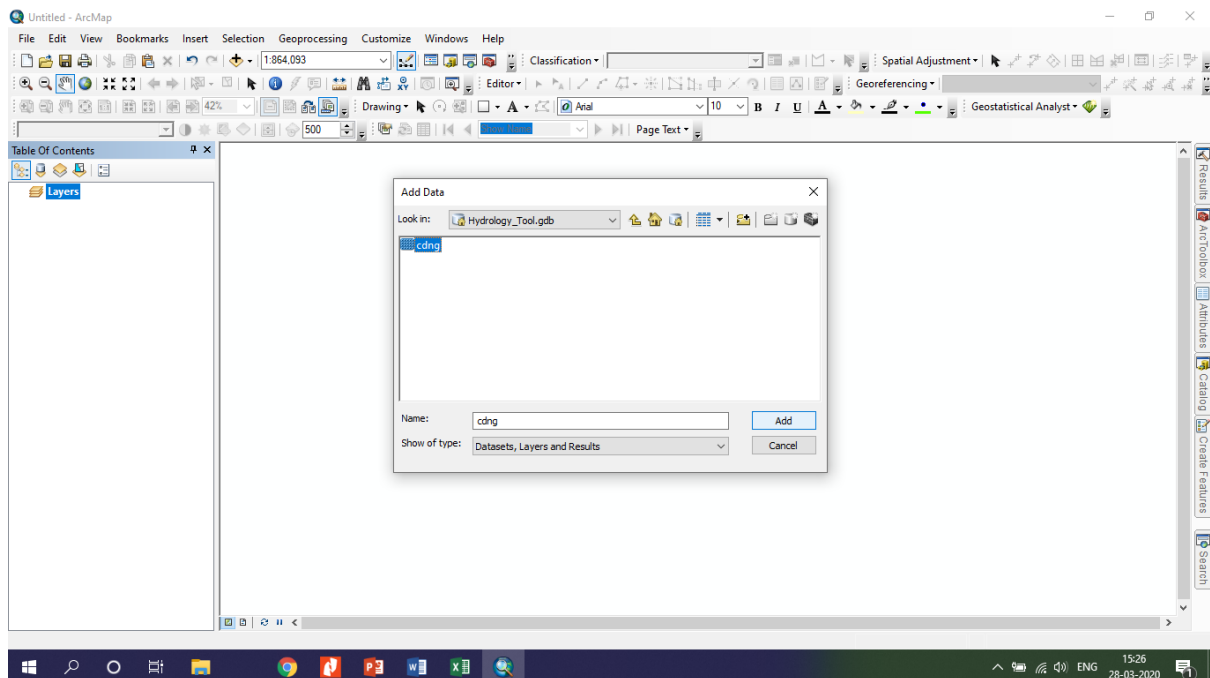 Untitled - ArcMap
File Edit View Bookmarks Insert Selection Geoprocessing Customize Windows Help
1:864,093 Classification Spatial Adjustment
Editor Georeferencing
42% Drawing A Arial 10 B I U A Geostatistical Analyst
500 Page Text
Table Of Contents
Layers
Add Data
Look in: Hydrology_Tool.gdb
cdng
Name: cdng Add
Show of type: Datasets, Layers and Results Cancel
Results
ArcToolbox
Attributes
Catalog
Create Features
Search
ENG 15:26
28-03-2020